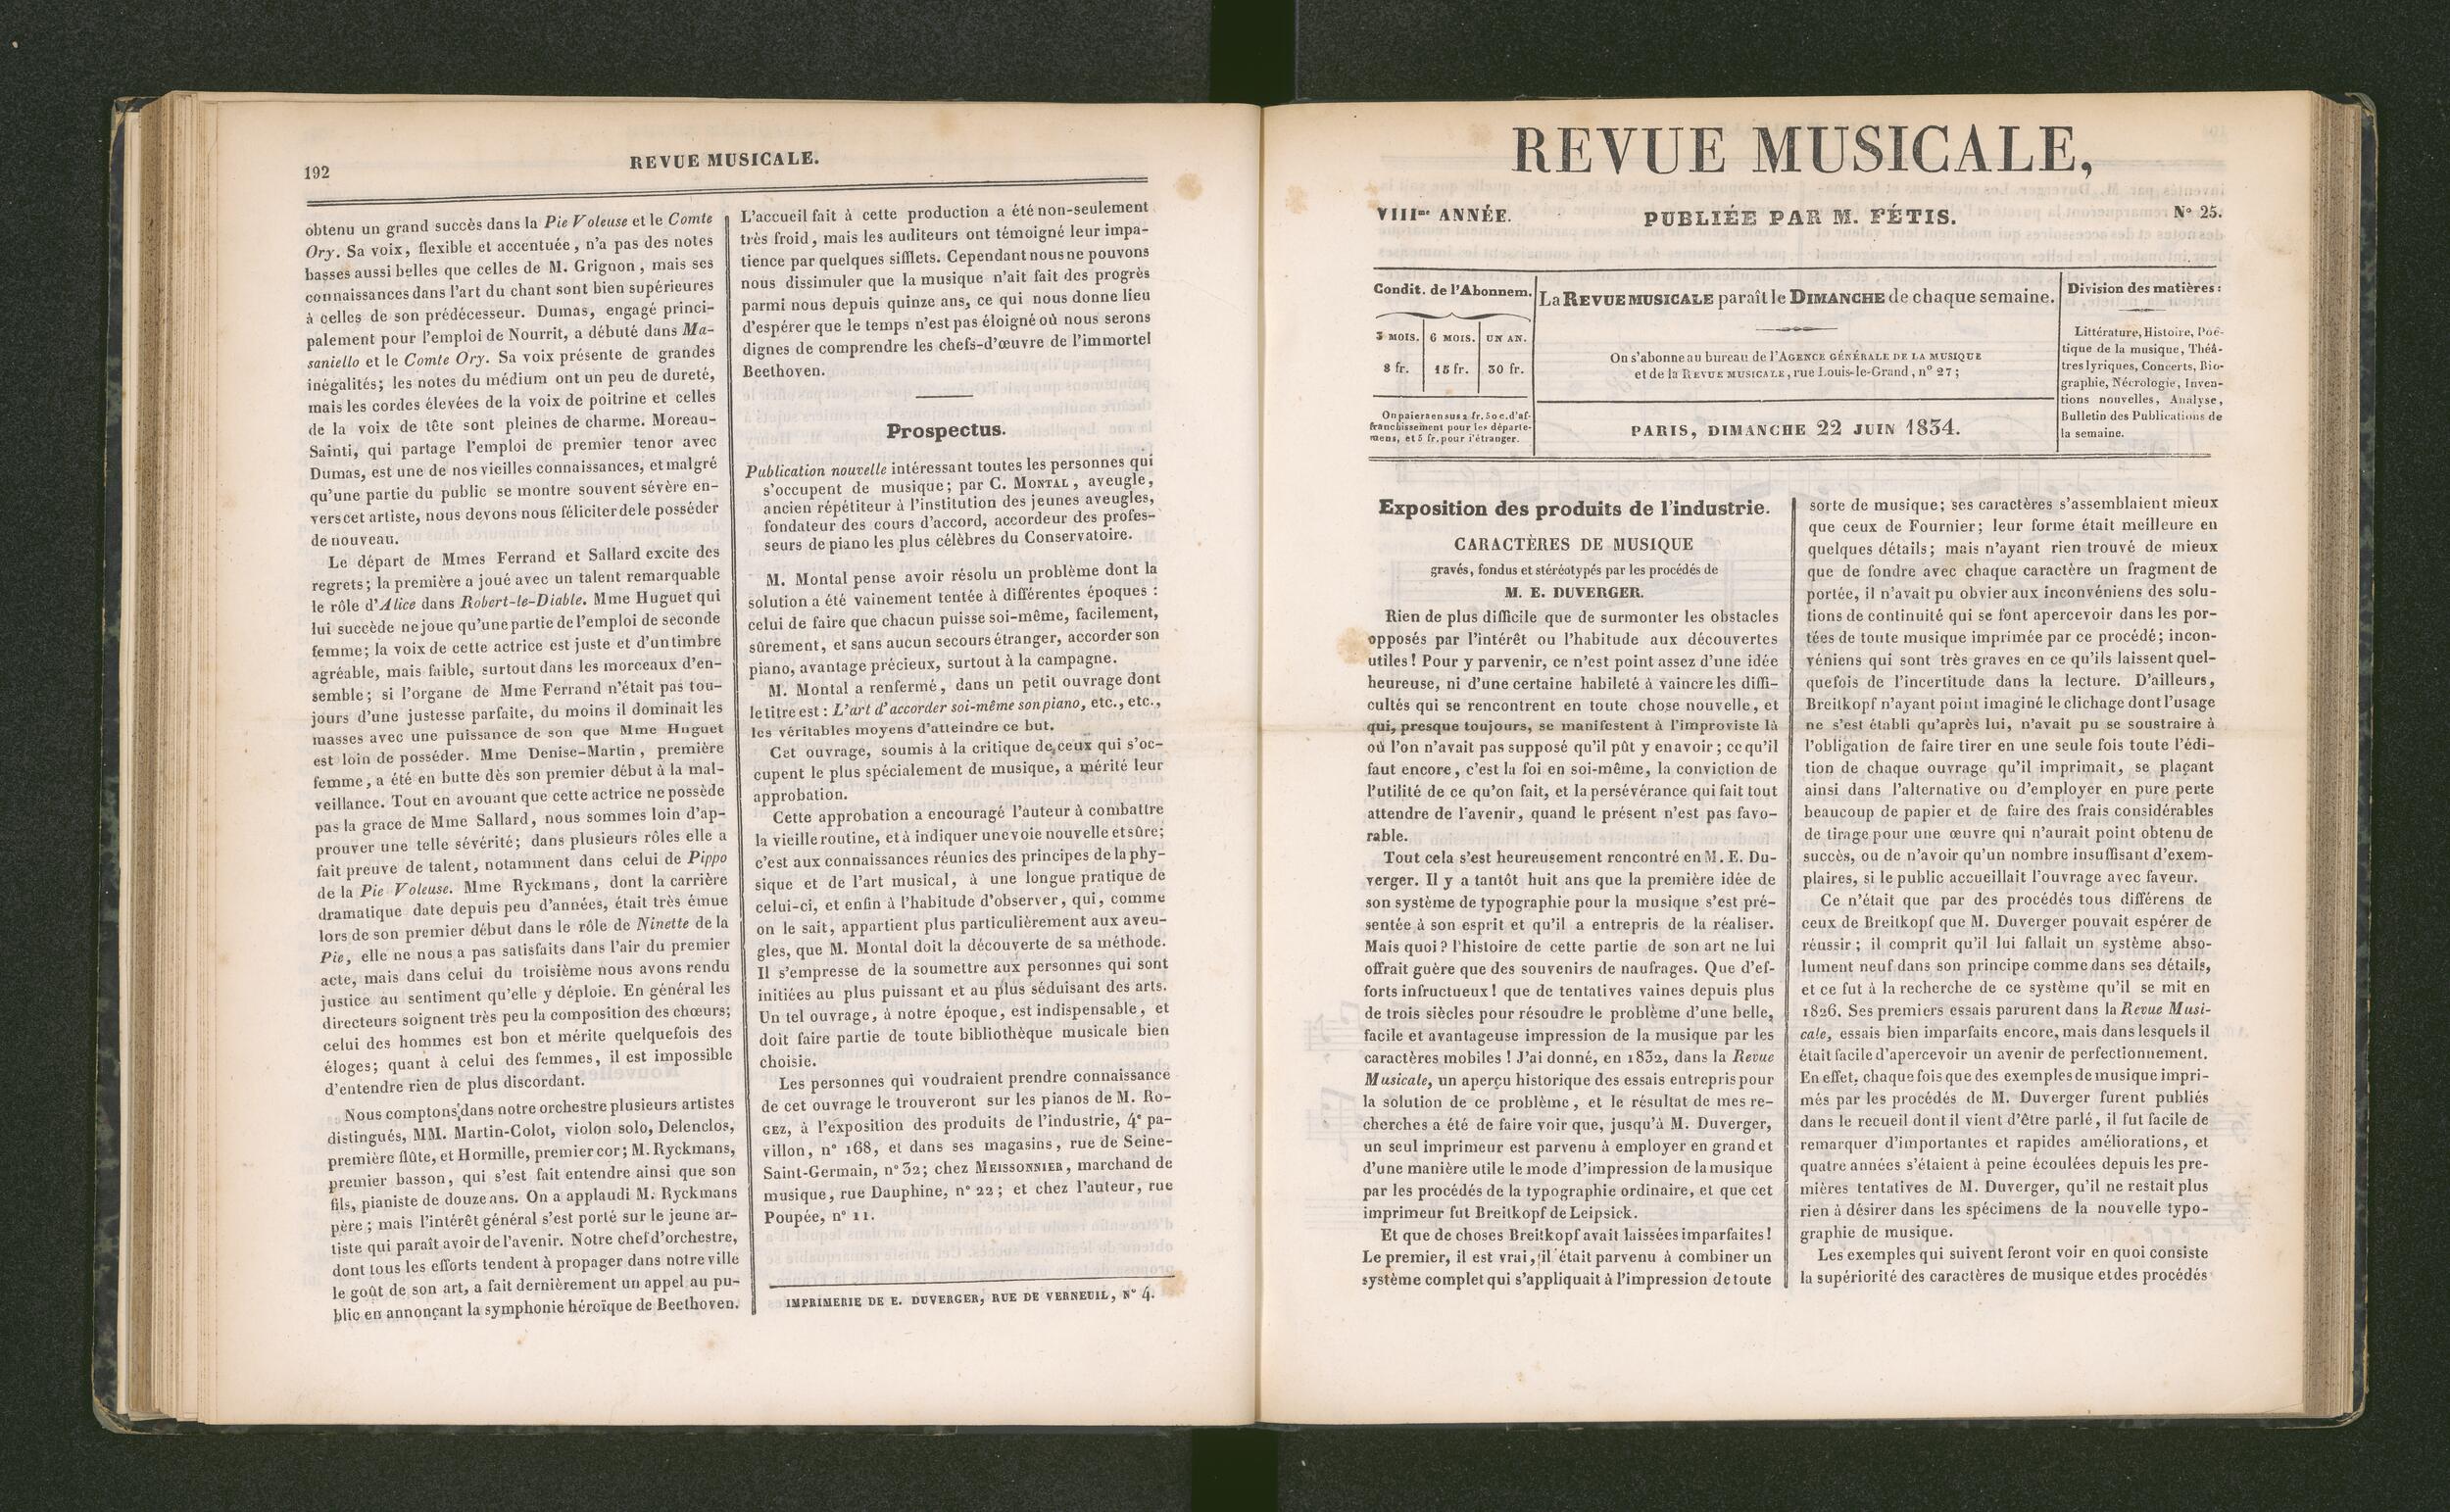 192
REVUE MUSICALE.
obtenu un grand succès dans la Pie Voleuse et le Comte
Ory. Sa voix, flexible et accentuée, n'a pas des notes
basses aussi belles que celles de M. Grignon, mais ses
connaissances dans l'art du chant sont bien supérieures
à celles de son prédécesseur. Dumas, engagé princi-
palement pour l'emploi de Nourrit, a débuté dans Ma-
saniello et le Comte Ory. Sa voix présente de grandes
inégalités; les notes du médium ont un peu de dureté,
mais les cordes élevées de la voix de poitrine et celles
de la voix de tête sont pleines de charme. Moreau-
Sainti, qui partage l'emploi de premier tenor avec
Dumas, est une de nos vieilles connaissances, et malgré
qu'une partie du public se montre souvent sévère en-
vers cet artiste, nous devons nous féliciter de le posséder
de nouveau.
Le départ de Mmes Ferrand et Sallard excite des
regrets; la première a joué avec un talent remarquable
le rôle d'Alice dans Robert-le-Diable. Mme Huguet qui
lui succède ne joue qu'une partie de l'emploi de seconde
femme; la voix de cette actrice est juste et d'un timbre
agréable, mais faible, surtout dans les morceaux d'en-
semble; si l'organe de Mme Ferrand n'était pas tou-
jours d'une justesse parfaite, du moins il dominait les
masses avec une puissance de son que Mme Huguet
est loin de posséder. Mme Denise-Martin, première
femme, a été en butte dès son premier début à la mal-
veillance. Tout en avouant que cette actrice ne possède
pas la grace de Mme Sallard, nous sommes loin d'ap-
prouver une telle sévérité; dans plusieurs rôles elle a
fait preuve de talent, notamment dans celui de Pippo
de la Pie Voleuse. Mme Ryckmans, dont la carrière
dramatique date depuis peu d'années, était très émue
lors de son premier début dans le rôle de Ninette de la
Pie, elle ne nous a pas satisfaits dans l'air du premier
acte, mais dans celui du troisième nous avons rendu
justice au sentiment qu'elle y déploie. En général les
directeurs soignent très peu la composition des chœurs;
celui des hommes est bon et mérite quelquefois des
éloges; quant à celui des femmes, il est impossible
d'entendre rien de plus discordant.
Nous comptons dans notre orchestre plusieurs artistes
distingués, MM. Martin-Colot, violon solo, Delenclos,
première flûte, et Hormille, premier cor; M. Ryckmans,
premier basson, qui s'est fait entendre ainsi que son
fils, pianiste de douze ans. On a applaudi M. Ryckmans
père; mais l'intérêt général s'est porté sur le jeune ar-
tiste qui paraît avoir de l'avenir. Notre chef d'orchestre,
dont tous les efforts tendent à propager dans notre ville
le goût de son art, a fait dernièrement un appel au pu-
blic en annonçant la symphonie héroïque de Beethoven.
L'accueil fait à cette production a été non-seulement
très froid, mais les auditeurs ont témoigné leur impa-
tience par quelques sifflets. Cependant nous ne pouvons
nous dissimuler que la musique n'ait fait des progrès
parmi nous depuis quinze ans, ce qui nous donne lieu
d'espérer que le temps n'est pas éloigné où nous serons
dignes de comprendre les chefs-d'œuvre de l'immortel
Beethoven.
Prospectus.
Publication nouvelle intéressant toutes les personnes qui
s'occupent de musique; par C. MONTAL, aveugle,
ancien répétiteur à l'institution des jeunes aveugles,
fondateur des cours d'accord, accordeur des profes-
seurs de piano les plus célèbres du Conservatoire.
M. Montal pense avoir résolu un problème dont la
solution a été vainement tentée à différentes époques :
celui de faire que chacun puisse soi-même, facilement,
sûrement, et sans aucun secours étranger, accorder son
piano, avantage précieux, surtout à la campagne.
M. Montal a renfermé, dans un petit ouvrage dont
le titre est : L'art d'accorder soi-même son piano, etc., etc.,
les véritables moyens d'atteindre ce but.
Cet ouvrage, soumis à la critique de ceux qui s'oc-
cupent le plus spécialement de musique, a mérité leur
approbation.
Cette approbation a encouragé l'auteur à combattre
la vieille routine, et à indiquer une voie nouvelle et sûre;
c'est aux connaissances réunies des principes de la phy-
sique et de l'art musical, à une longue pratique de
celui-ci, et enfin à l'habitude d'observer, qui, comme
on le sait, appartient plus particulièrement aux aveu-
gles, que M. Montal doit la découverte de sa méthode.
Il s'empresse de la soumettre aux personnes qui sont
initiées au plus puissant et au plus séduisant des arts.
Un tel ouvrage, à notre époque, est indispensable, et
doit faire partie de toute bibliothèque musicale bien
choisie.
Les personnes qui voudraient prendre connaissance
de cet ouvrage le trouveront sur les pianos de M. Ro-
GEZ, à l'exposition des produits de l'industrie, 4e pa-
villon, n° 168, et dans ses magasins, rue de Seine-
Saint-Germain, n° 32; chez MEISSONNIER, marchand de
musique, rue Dauphine, n° 22; et chez l'auteur, rue
Poupée, n° 11.
IMPRIMERIE DE E. DUVERGER, RUE DE VERNEUIL, N° 4.
REVUE MUSICALE,
VIIIme ANNÉE.
PUBLIÉE PAR M. FÉTIS.
N° 25.
Condit. de l'Abonnem.
3 MOIS. 6 MOIS. UN AN.
8 fr. 15 fr. 30 fr.
On paiera en sus 2 fr. 50 c. d'af-
franchissement pour les départe-
mens, et 5 fr. pour l'étranger.
La REVUE MUSICALE paraît le DIMANCHE de chaque semaine.
On s'abonne au bureau de l'AGENCE GÉNÉRALE DE LA MUSIQUE
et de la REVUE MUSICALE, rue Louis-le-Grand, n° 27;
PARIS, DIMANCHE 22 JUIN 1834.
Division des matières :
Littérature, Histoire, Poé-
tique de la musique, Théâ-
tres lyriques, Concerts, Bio-
graphie, Nécrologie, Inven-
tions nouvelles, Analyse,
Bulletin des Publications de
la semaine.
Exposition des produits de l'industrie.
CARACTÈRES DE MUSIQUE
gravés, fondus et stéréotypés par les procédés de
M. E. DUVERGER.
Rien de plus difficile que de surmonter les obstacles
opposés par l'intérêt ou l'habitude aux découvertes
utiles! Pour y parvenir, ce n'est point assez d'une idée
heureuse, ni d'une certaine habileté à vaincre les diffi-
cultés qui se rencontrent en toute chose nouvelle, et
qui, presque toujours, se manifestent à l'improviste là
où l'on n'avait pas supposé qu'il pût y en avoir; ce qu'il
faut encore, c'est la foi en soi-même, la conviction de
l'utilité de ce qu'on fait, et la persévérance qui fait tout
attendre de l'avenir, quand le présent n'est pas favo-
rable.
Tout cela s'est heureusement rencontré en M. E. Du-
verger. Il y a tantôt huit ans que la première idée de
son système de typographie pour la musique s'est pré-
sentée à son esprit et qu'il a entrepris de la réaliser.
Mais quoi? l'histoire de cette partie de son art ne lui
offrait guère que des souvenirs de naufrages. Que d'ef-
forts infructueux! que de tentatives vaines depuis plus
de trois siècles pour résoudre le problème d'une belle,
facile et avantageuse impression de la musique par les
caractères mobiles! J'ai donné, en 1832, dans la Revue
Musicale, un aperçu historique des essais entrepris pour
la solution de ce problème, et le résultat de mes re-
cherches a été de faire voir que, jusqu'à M. Duverger,
un seul imprimeur est parvenu à employer en grand et
d'une manière utile le mode d'impression de la musique
par les procédés de la typographie ordinaire, et que cet
imprimeur fut Breitkopf de Leipsick.
Et que de choses Breitkopf avait laissées imparfaites!
Le premier, il est vrai, il était parvenu à combiner un
système complet qui s'appliquait à l'impression de toute
sorte de musique; ses caractères s'assemblaient mieux
que ceux de Fournier; leur forme était meilleure en
quelques détails; mais n'ayant rien trouvé de mieux
que de fondre avec chaque caractère un fragment de
portée, il n'avait pu obvier aux inconvéniens des solu-
tions de continuité qui se font apercevoir dans les por-
tées de toute musique imprimée par ce procédé; incon-
véniens qui sont très graves en ce qu'ils laissent quel-
quefois de l'incertitude dans la lecture. D'ailleurs,
Breitkopf n'ayant point imaginé le clichage dont l'usage
ne s'est établi qu'après lui, n'avait pu se soustraire à
l'obligation de faire tirer en une seule fois toute l'édi-
tion de chaque ouvrage qu'il imprimait, se plaçant
ainsi dans l'alternative ou d'employer en pure perte
beaucoup de papier et de faire des frais considérables
de tirage pour une œuvre qui n'aurait point obtenu de
succès, ou de n'avoir qu'un nombre insuffisant d'exem-
plaires, si le public accueillait l'ouvrage avec faveur.
Ce n'était que par des procédés tous différens de
ceux de Breitkopf que M. Duverger pouvait espérer de
réussir; il comprit qu'il lui fallait un système abso-
lument neuf dans son principe comme dans ses détails,
et ce fut à la recherche de ce système qu'il se mit en
1826. Ses premiers essais parurent dans la Revue Musi-
cale, essais bien imparfaits encore, mais dans lesquels il
était facile d'apercevoir un avenir de perfectionnement.
En effet, chaque fois que des exemples de musique impri-
més par les procédés de M. Duverger furent publiés
dans le recueil dont il vient d'être parlé, il fut facile de
remarquer d'importantes et rapides améliorations, et
quatre années s'étaient à peine écoulées depuis les pre-
mières tentatives de M. Duverger, qu'il ne restait plus
rien à désirer dans les spécimens de la nouvelle typo-
graphie de musique.
Les exemples qui suivent feront voir en quoi consiste
la supériorité des caractères de musique et des procédés